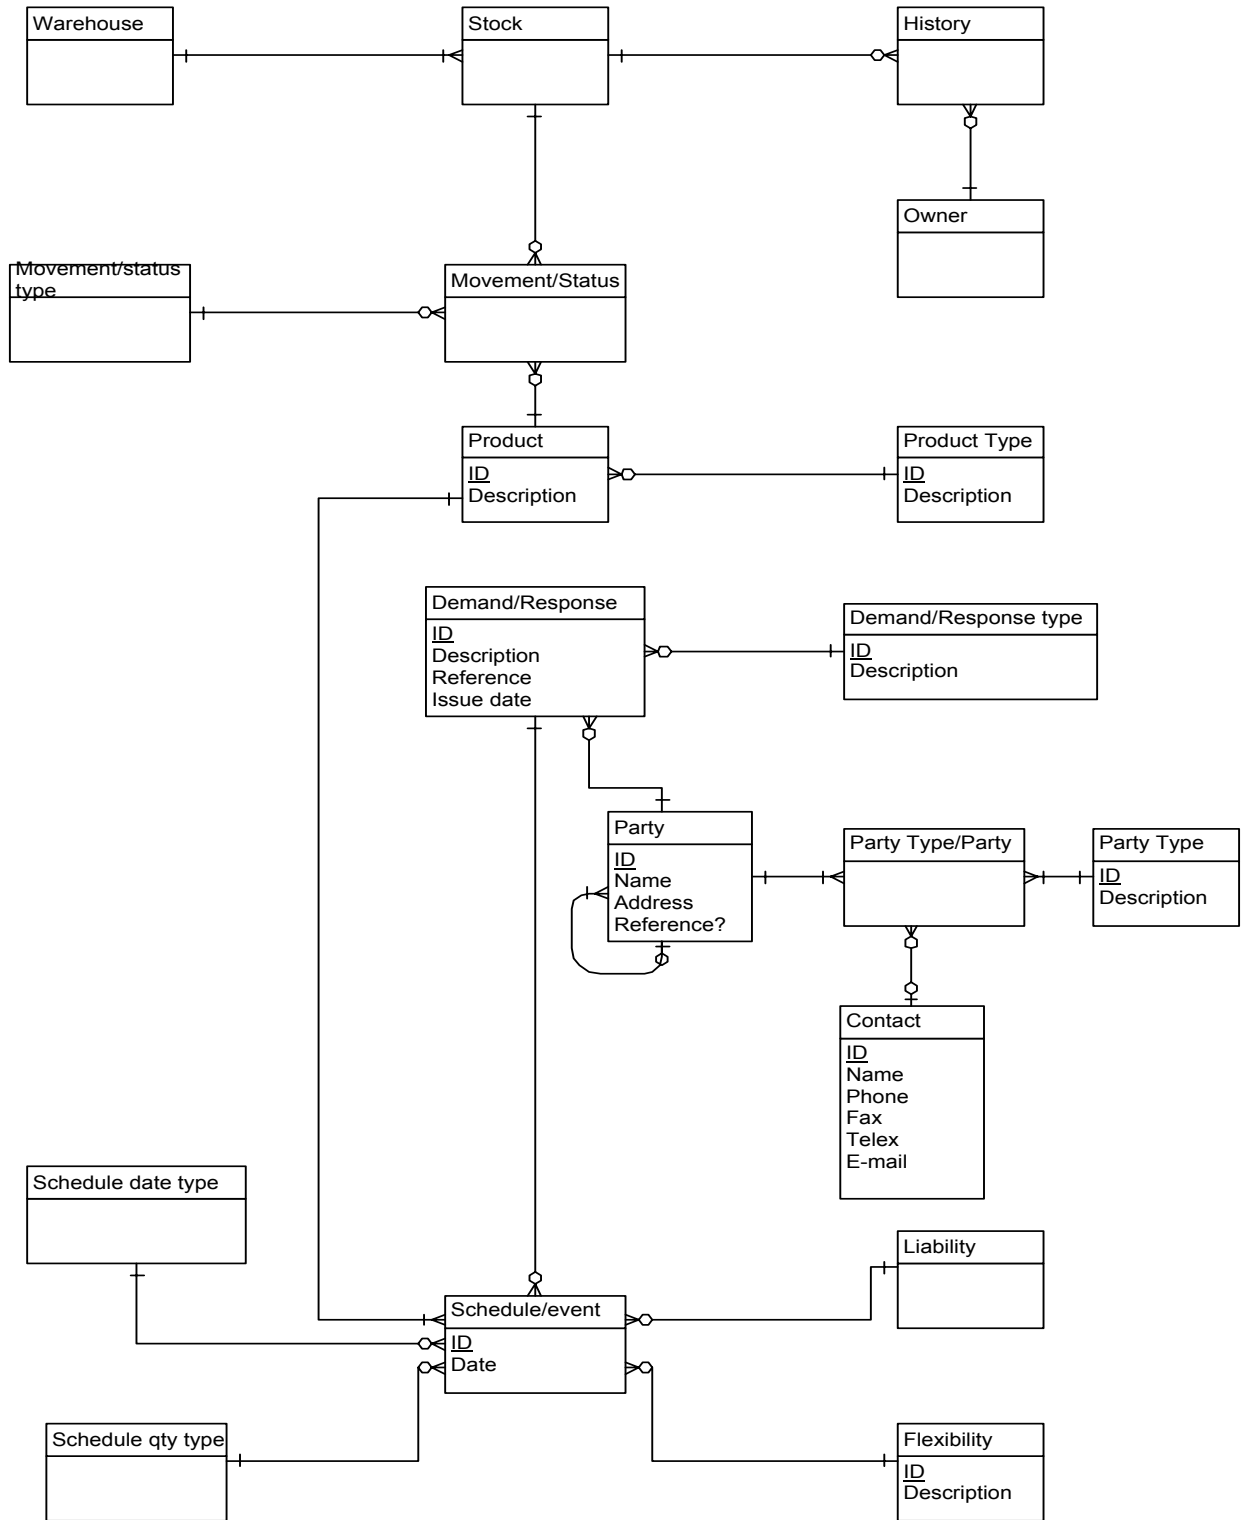 Warehouse
Stock
History
Owner
Movement/status
type
Movement/Status
Product
ID
Description
Product Type
ID
Description
Demand/Response
ID
Description
Reference
Issue date
Demand/Response type
ID
Description
Party
ID
Name
Address
Reference?
Party Type/Party
Party Type
ID
Description
Contact
ID
Name
Phone
Fax
Telex
E-mail
Schedule date type
Liability
Schedule/event
ID
Date
Schedule qty type
Flexibility
ID
Description